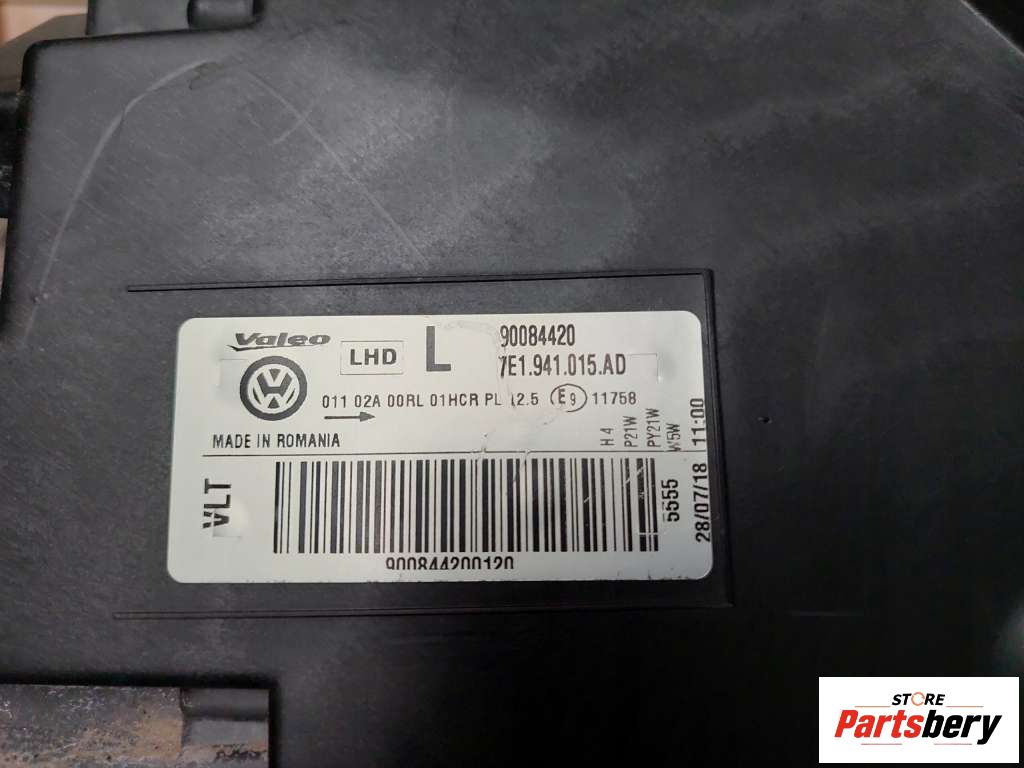 Valeo
LHD
L
90084420
7E1.941.015.AD
011 02A 00RL 01HCR PL 12.5 E9 11758
MADE IN ROMANIA
H4
P21W
PY21W
W5W
VLT
5555
28/07/18 11:00
900844200120
STORE
Partsbery